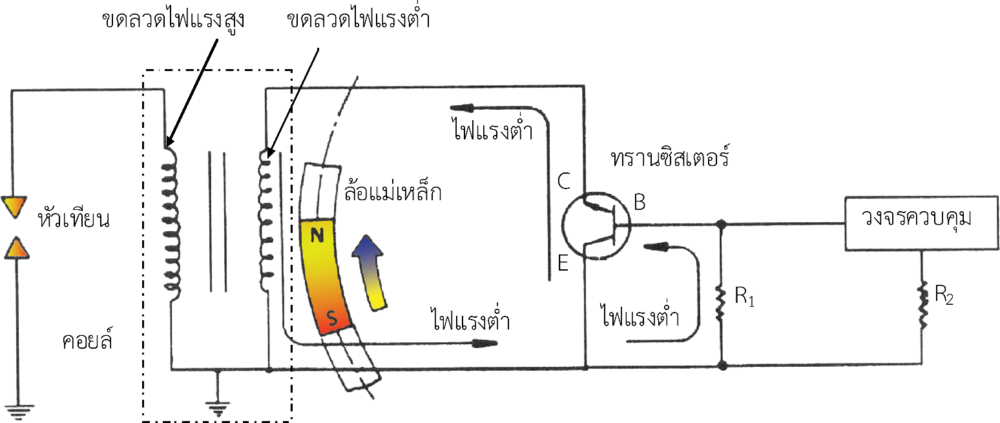 ขดลวดไฟแรงสูง
ขดลวดไฟแรงต่ำ
ไฟแรงต่ำ
ทรานซิสเตอร์
ล้อแม่เหล็ก
C
B
หัวเทียน
วงจรควบคุม
N
E
R1
R2
S
ไฟแรงต่ำ
ไฟแรงต่ำ
คอยล์